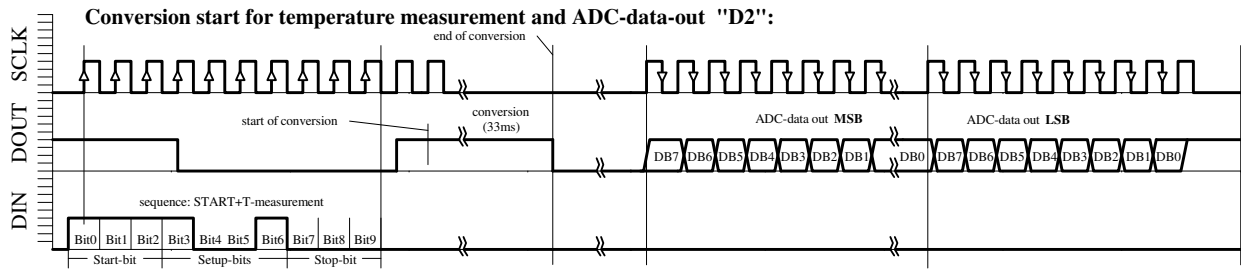 Conversion start for temperature measurement and ADC-data-out "D2":
end of conversion
SCLK
DOUT
start of conversion
conversion
(33ms)
ADC-data out MSB
ADC-data out LSB
DB7 DB6 DB5 DB4 DB3 DB2 DB1 DB0 DB7 DB6 DB5 DB4 DB3 DB2 DB1 DB0
DIN
sequence: START+T-measurement
Bit0 Bit1 Bit2 Bit3 Bit4 Bit5 Bit6 Bit7 Bit8 Bit9
Start-bit Setup-bits Stop-bit